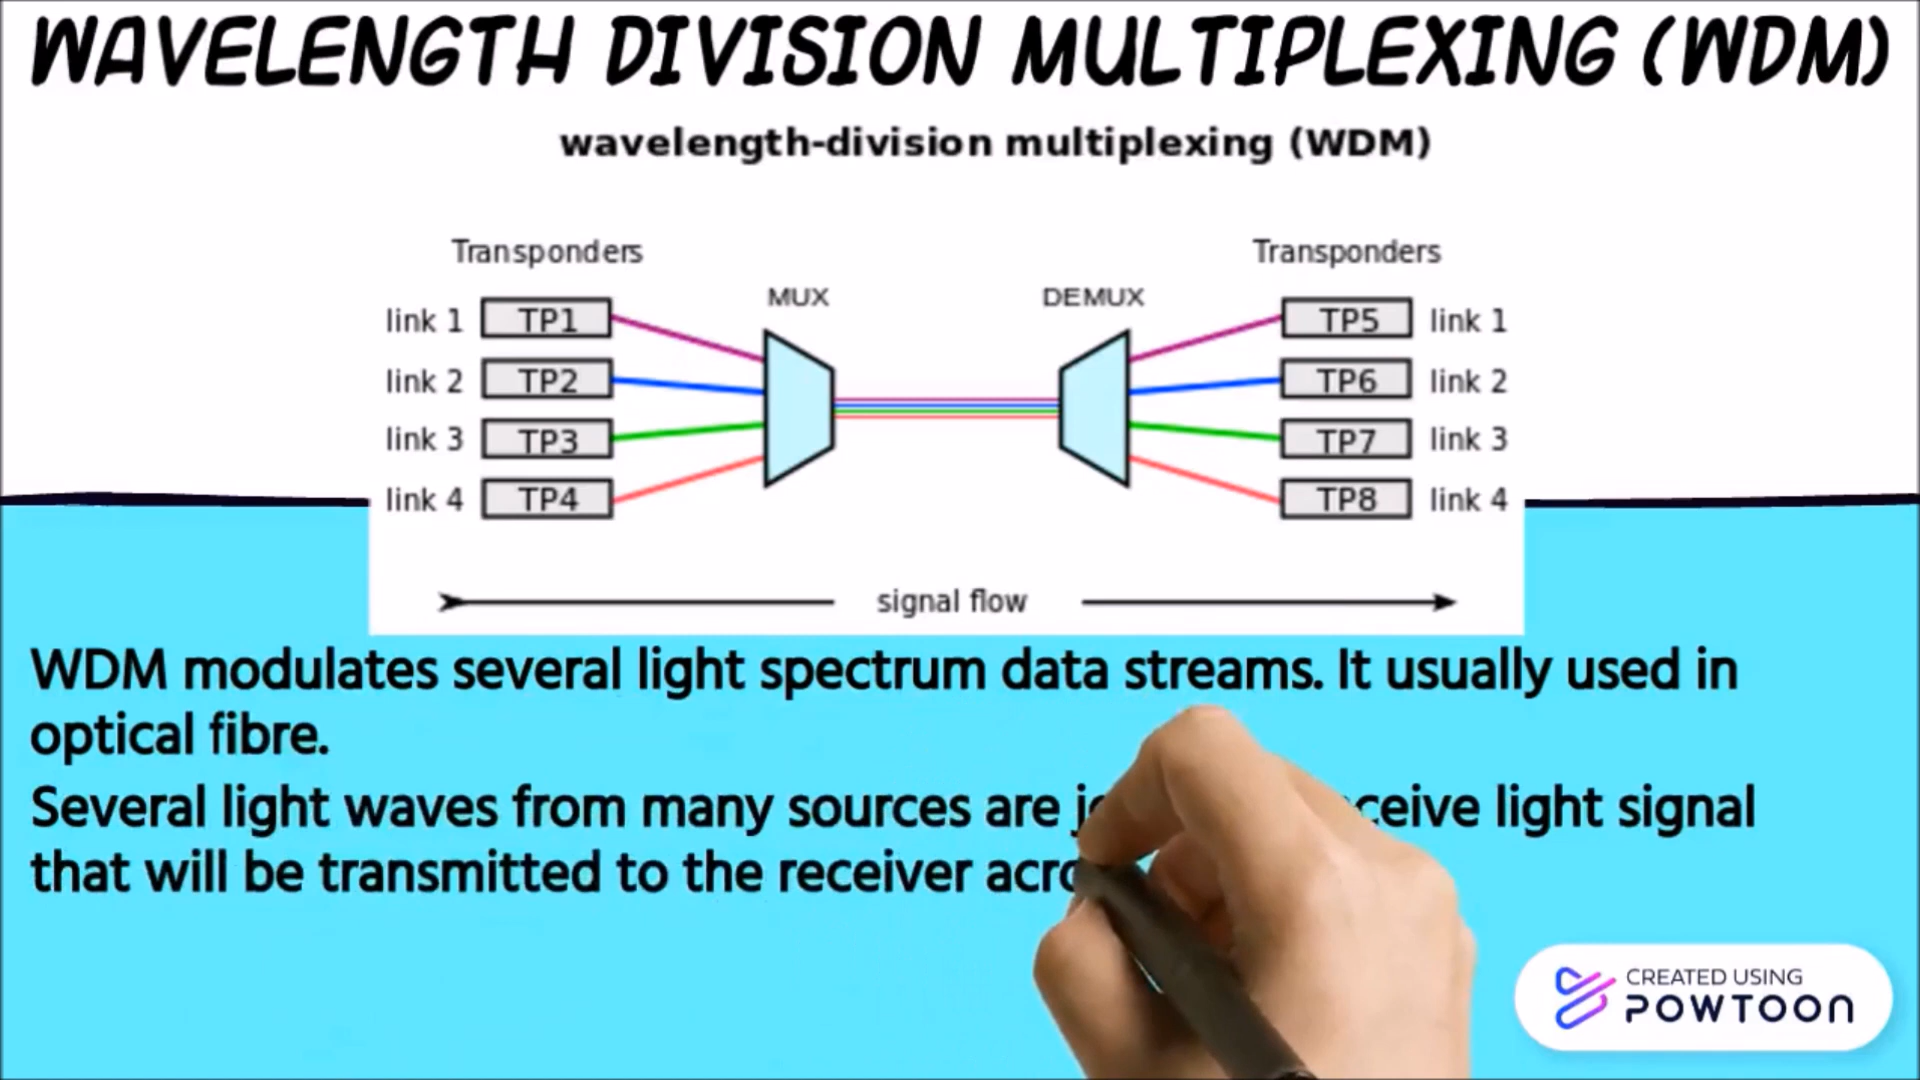 WAVELENGTH DIVISION MULTIPLEXING (WDM)
wavelength-division multiplexing (WDM)
Transponders
Transponders
MUX
DEMUX
link 1 TP1
TP5 link 1
link 2 TP2
TP6 link 2
link 3 TP3
TP7 link 3
link 4 TP4
TP8 link 4
signal flow
WDM modulates several light spectrum data streams. It usually used in
optical fibre.
Several light waves from many sources are light signal
that will be transmitted to the receiver
CREATED USING
POWTOON